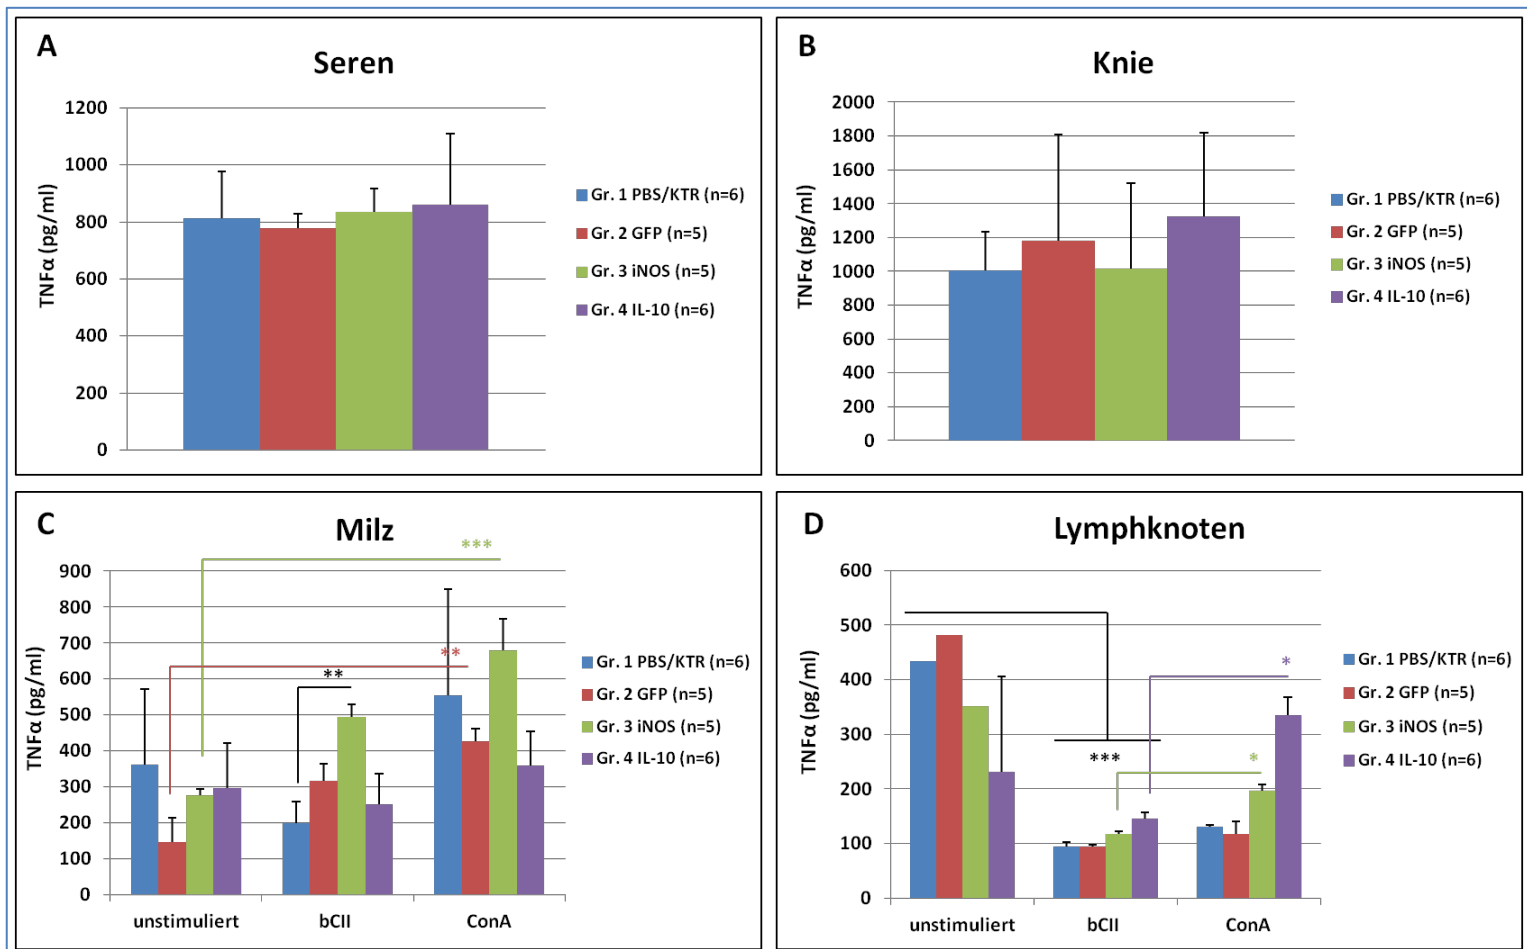 A
Seren
TNFα (pg/ml)
1200
1000
800
600
400
200
0
Gr. 1 PBS/KTR (n=6)
Gr. 2 GFP (n=5)
Gr. 3 iNOS (n=5)
Gr. 4 IL-10 (n=6)
B
Knie
TNFα (pg/ml)
2000
1800
1600
1400
1200
1000
800
600
400
200
0
Gr. 1 PBS/KTR (n=6)
Gr. 2 GFP (n=5)
Gr. 3 iNOS (n=5)
Gr. 4 IL-10 (n=6)
C
Milz
TNFα (pg/ml)
900
800
700
600
500
400
300
200
100
0
***
**
**
unstimuliert bCII ConA
Gr. 1 PBS/KTR (n=6)
Gr. 2 GFP (n=5)
Gr. 3 iNOS (n=5)
Gr. 4 IL-10 (n=6)
D
Lymphknoten
TNFα (pg/ml)
600
500
400
300
200
100
0
*
***
*
unstimuliert bCII ConA
Gr. 1 PBS/KTR (n=6)
Gr. 2 GFP (n=5)
Gr. 3 iNOS (n=5)
Gr. 4 IL-10 (n=6)